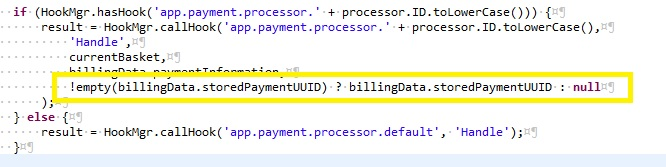 if (HookMgr.hasHook('app.payment.processor.' + processor.ID.toLowerCase())) {
result = HookMgr.callHook('app.payment.processor.' + processor.ID.toLowerCase(),
'Handle',
currentBasket,
billingData.paymentInformation,
!empty(billingData.storedPaymentUUID) ? billingData.storedPaymentUUID : null
);
} else {
result = HookMgr.callHook('app.payment.processor.default', 'Handle');
}